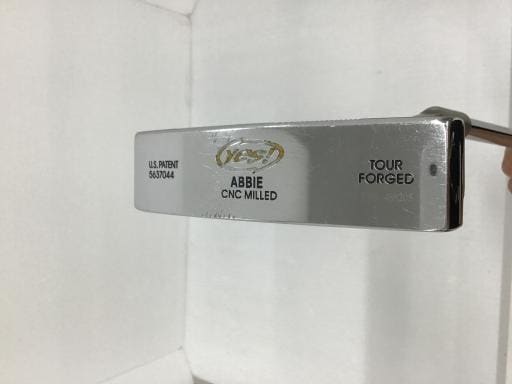 U.S. PATENT
5637044
yes!
ABBIE
CNC MILLED
TOUR
FORGED